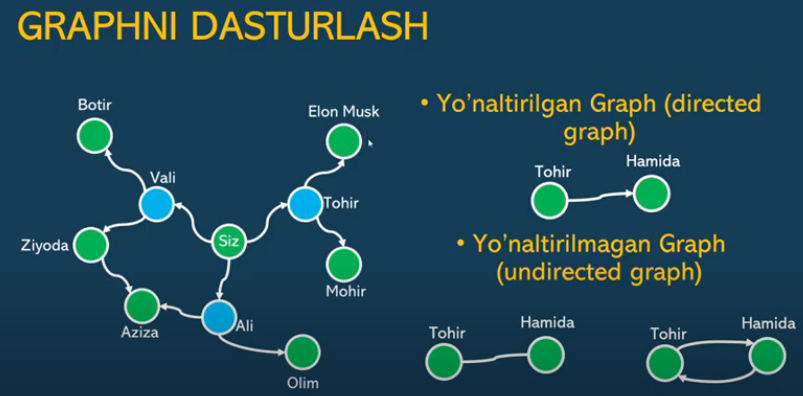 GRAPHNI DASTURLASH
Botir
Vali
Ziyoda
Siz
Aziza
Ali
Olim
Elon Musk
Tohir
Mohir
• Yo'naltirilgan Graph (directed
graph)
Tohir
Hamida
• Yo'naltirilmagan Graph
(undirected graph)
Tohir
Hamida
Tohir
Hamida